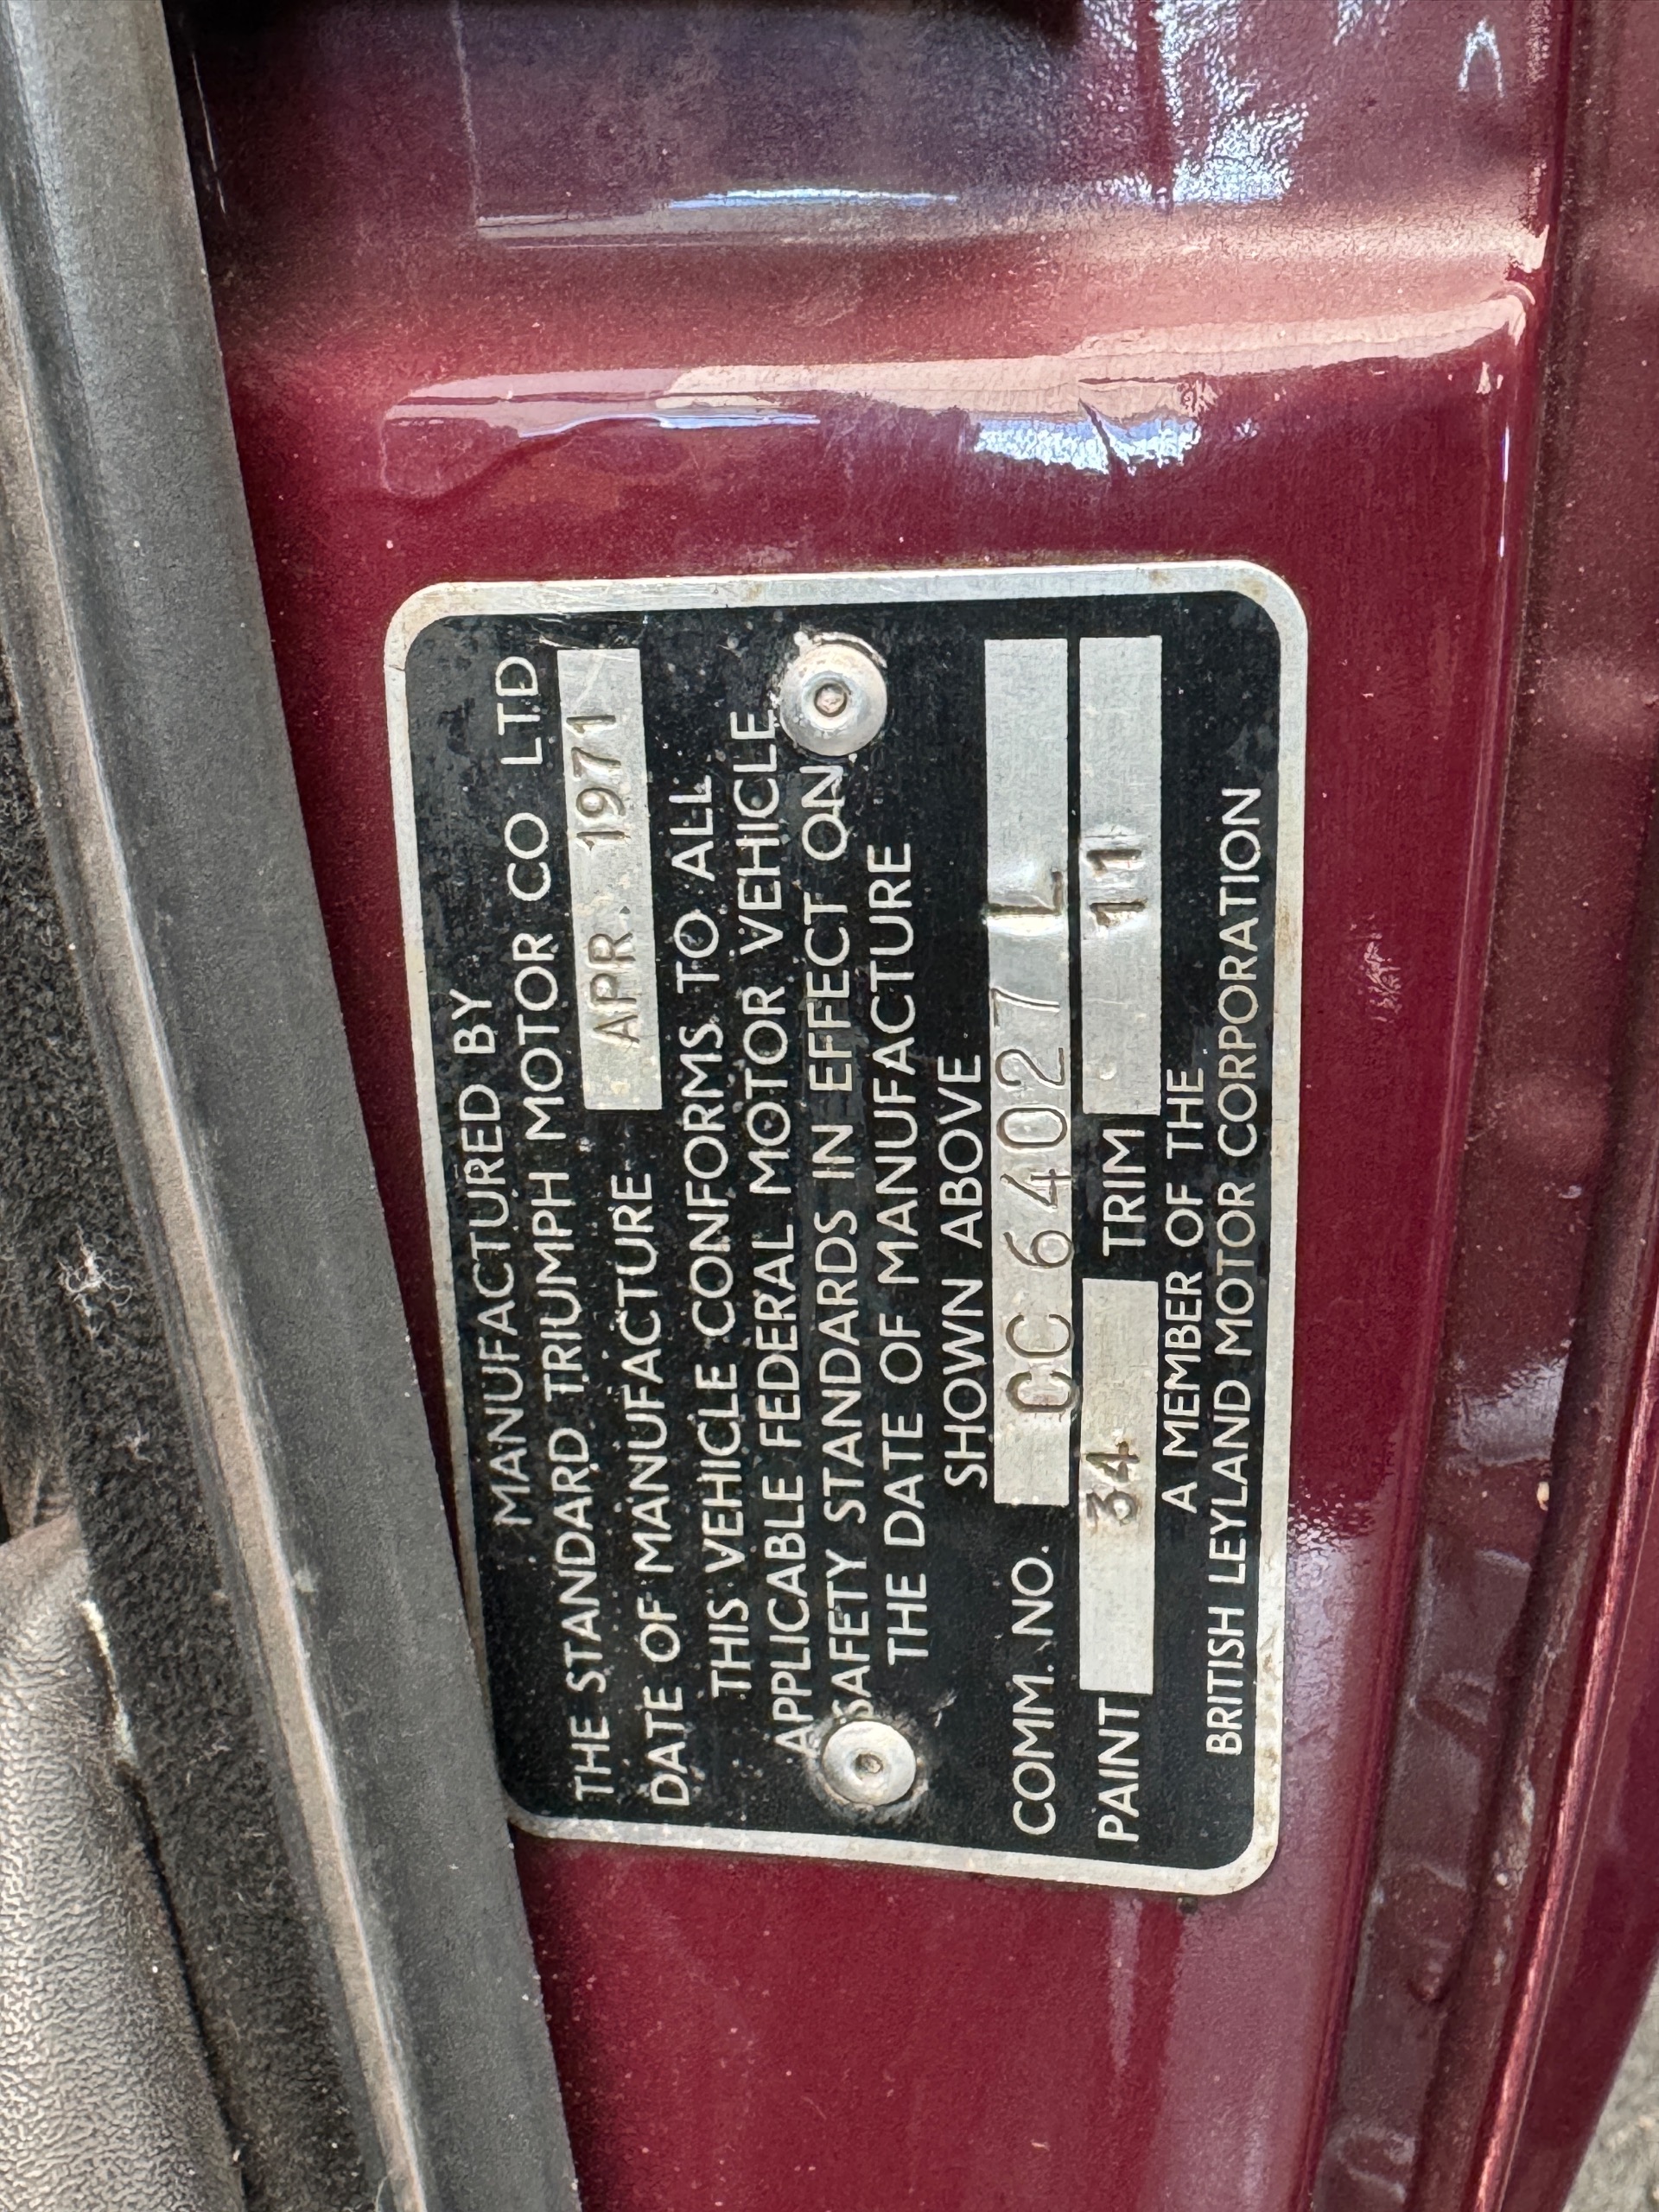 MANUFACTURED BY
THE STANDARD TRIUMPH MOTOR CO LTD
DATE OF MANUFACTURE APR. 1971
THIS VEHICLE CONFORMS TO ALL
APPLICABLE FEDERAL MOTOR VEHICLE
SAFETY STANDARDS IN EFFECT ON
THE DATE OF MANUFACTURE
SHOWN ABOVE
COMM. NO. CC 64027 L
PAINT 34 TRIM 11
A MEMBER OF THE
BRITISH LEYLAND MOTOR CORPORATION